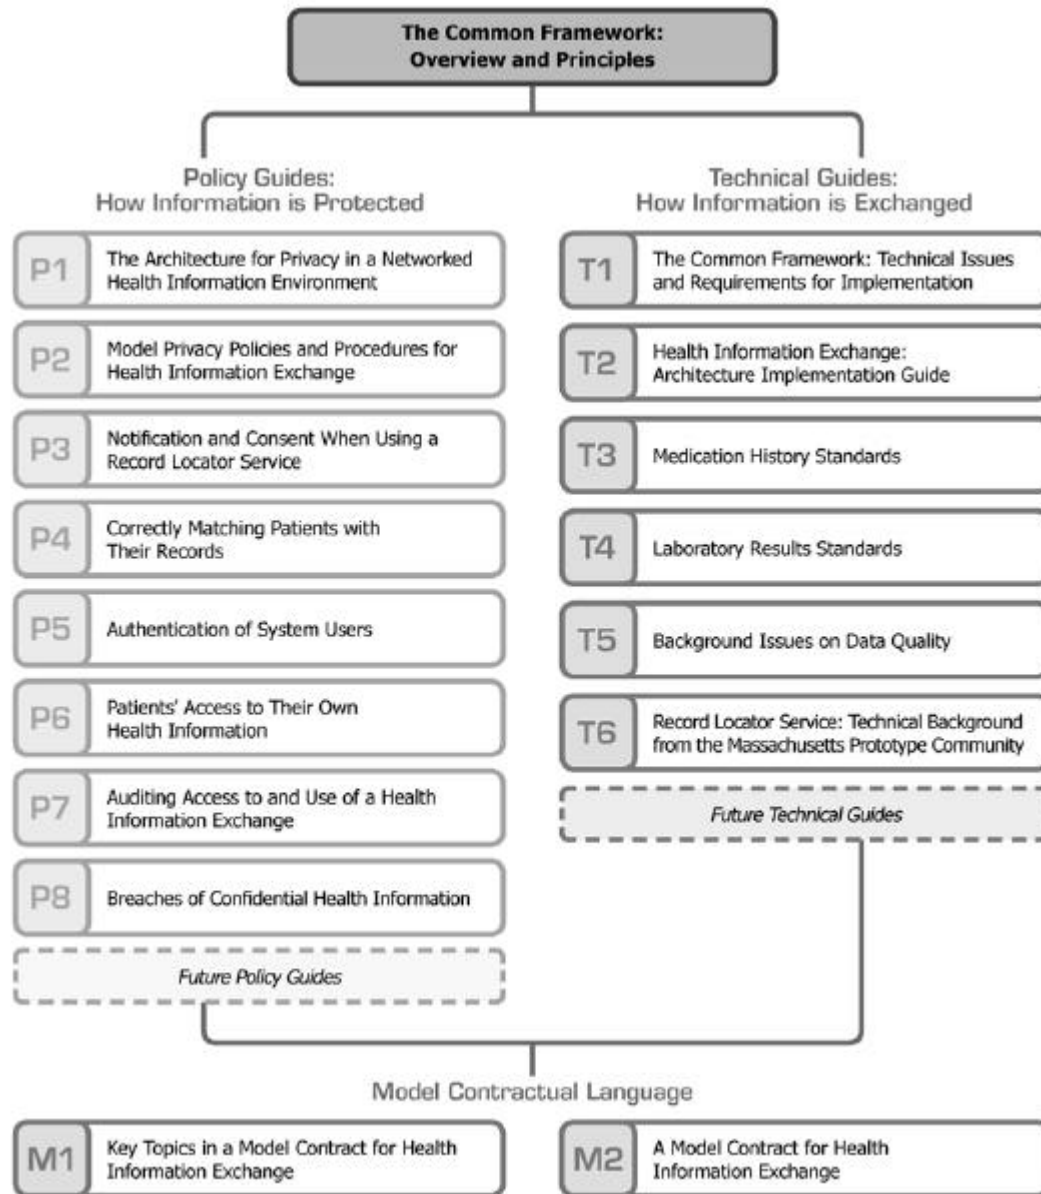 The Common Framework:
Overview and Principles
Policy Guides:
How Information is Protected
P1
The Architecture for Privacy in a Networked
Health Information Environment
P2
Model Privacy Policies and Procedures for
Health Information Exchange
P3
Notification and Consent When Using a
Record Locator Service
P4
Correctly Matching Patients with
Their Records
P5
Authentication of System Users
P6
Patients' Access to Their Own
Health Information
P7
Auditing Access to and Use of a Health
Information Exchange
P8
Breaches of Confidential Health Information
Future Policy Guides
Technical Guides:
How Information is Exchanged
T1
The Common Framework: Technical Issues
and Requirements for Implementation
T2
Health Information Exchange:
Architecture Implementation Guide
T3
Medication History Standards
T4
Laboratory Results Standards
T5
Background Issues on Data Quality
T6
Record Locator Service: Technical Background
from the Massachusetts Prototype Community
Future Technical Guides
Model Contractual Language
M1
Key Topics in a Model Contract for Health
Information Exchange
M2
A Model Contract for Health
Information Exchange